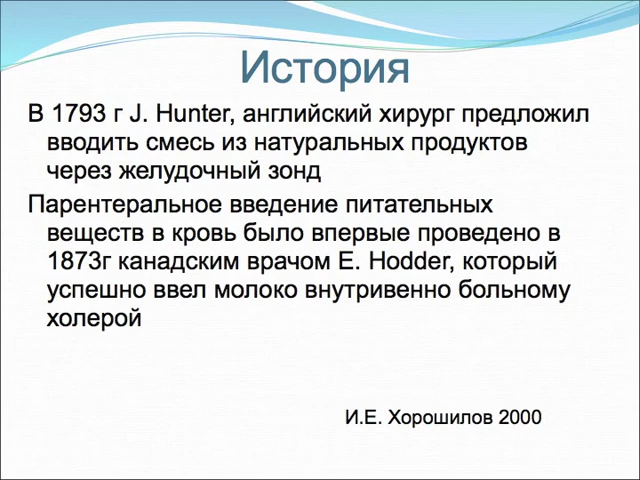 История
В 1793 г J. Hunter, английский хирург предложил
вводить смесь из натуральных продуктов
через желудочный зонд
Парентеральное введение питательных
веществ в кровь было впервые проведено в
1873г канадским врачом E. Hodder, который
успешно ввел молоко внутривенно больному
холерой
И.Е. Хорошилов 2000